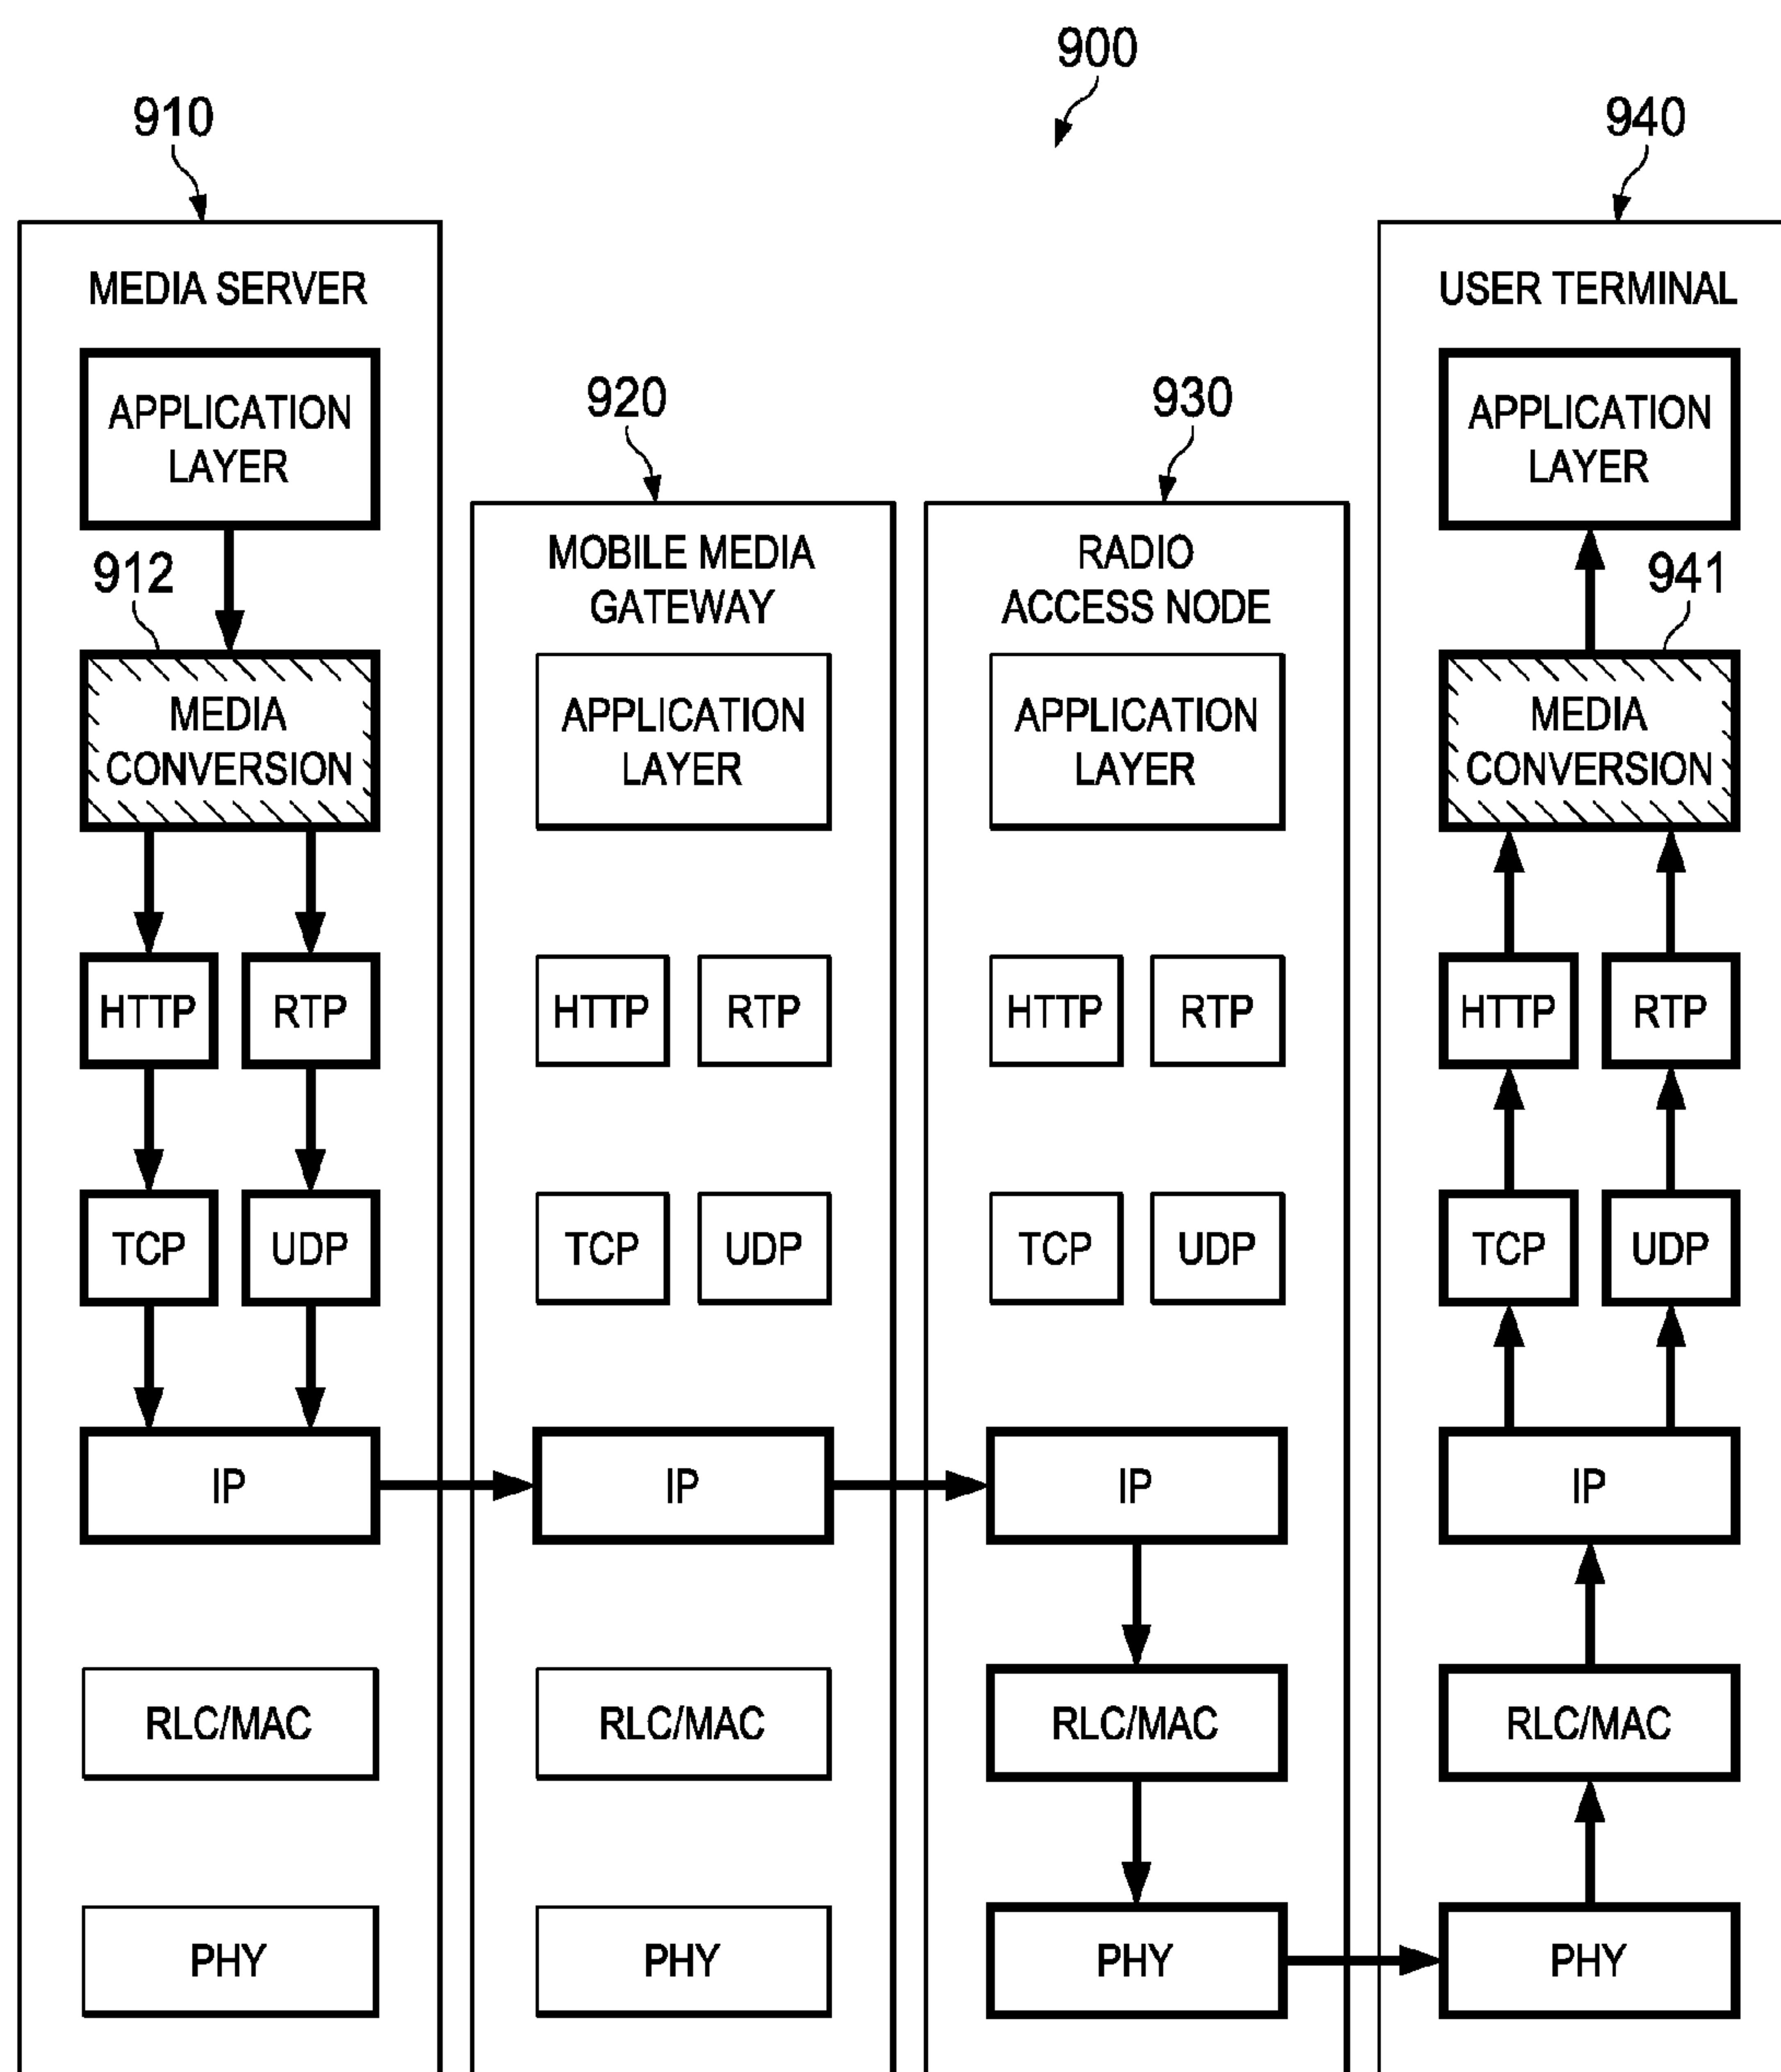 900
910
940
MEDIA SERVER
USER TERMINAL
APPLICATION
LAYER
APPLICATION
LAYER
920
930
912
MOBILE MEDIA
GATEWAY
RADIO
ACCESS NODE
941
MEDIA
CONVERSION
APPLICATION
LAYER
APPLICATION
LAYER
MEDIA
CONVERSION
HTTP RTP HTTP RTP HTTP RTP HTTP RTP
TCP UDP TCP UDP TCP UDP TCP UDP
IP IP IP IP
RLC/MAC RLC/MAC RLC/MAC RLC/MAC
PHY PHY PHY PHY